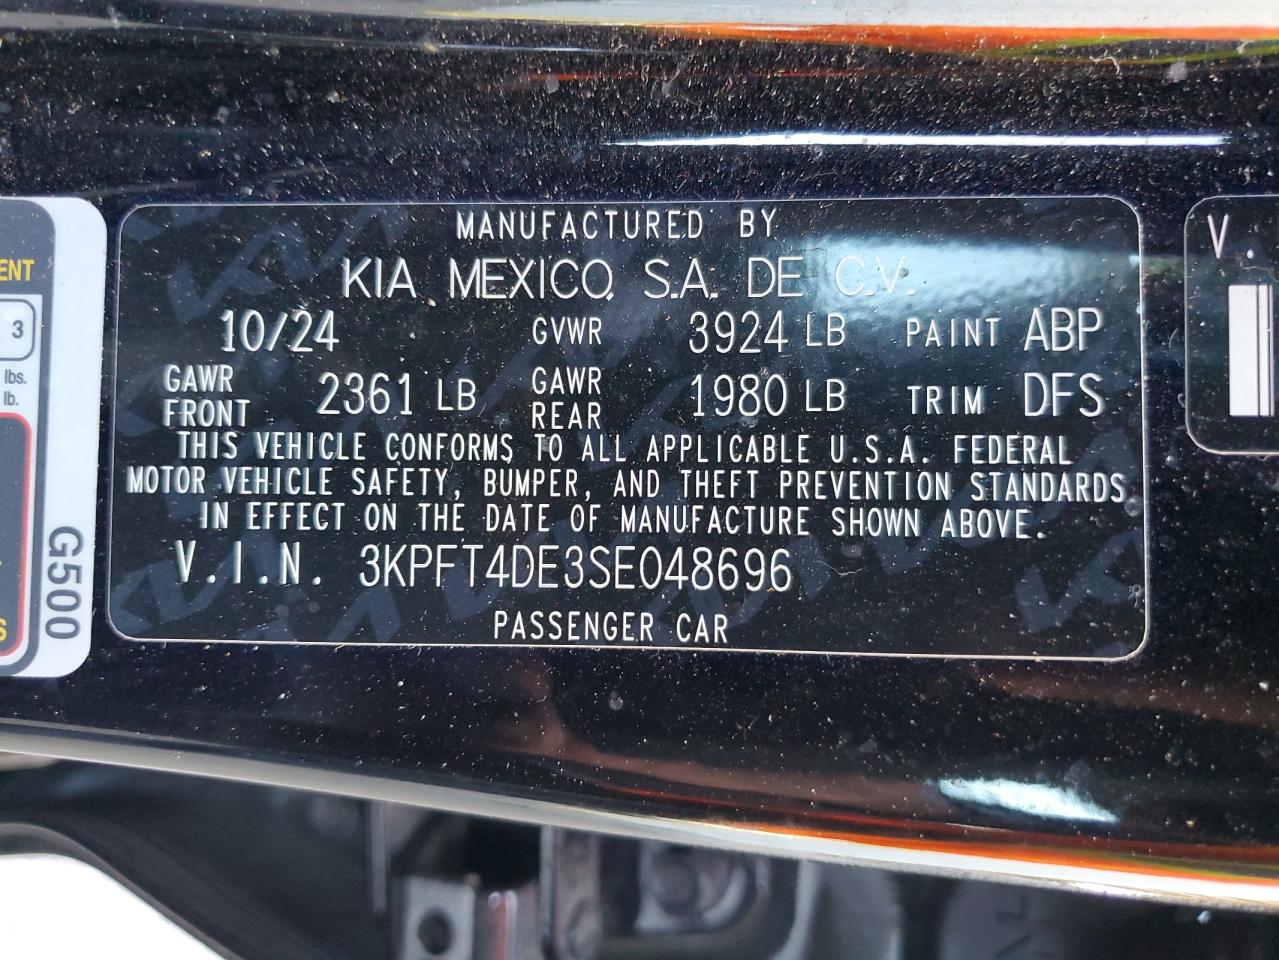 MANUFACTURED BY
KIA MEXICO, S.A. DE C.V.
10/24 GVWR 3924 LB PAINT ABP
GAWR FRONT 2361 LB GAWR REAR 1980 LB TRIM DFS
THIS VEHICLE CONFORMS TO ALL APPLICABLE U.S.A. FEDERAL
MOTOR VEHICLE SAFETY, BUMPER, AND THEFT PREVENTION STANDARDS
IN EFFECT ON THE DATE OF MANUFACTURE SHOWN ABOVE.
V.I.N. 3KPFT4DE3SE048696
PASSENGER CAR
ENT
3
lbs.
lb.
S
G500
V.